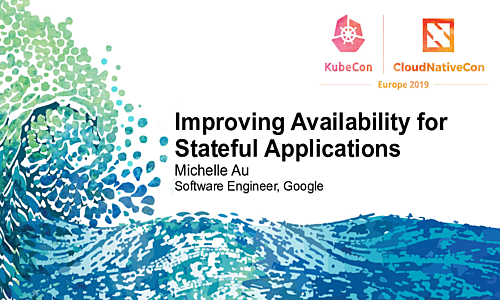 KubeCon
CloudNativeCon
Europe 2019
Improving Availability for
Stateful Applications
Michelle Au
Software Engineer, Google